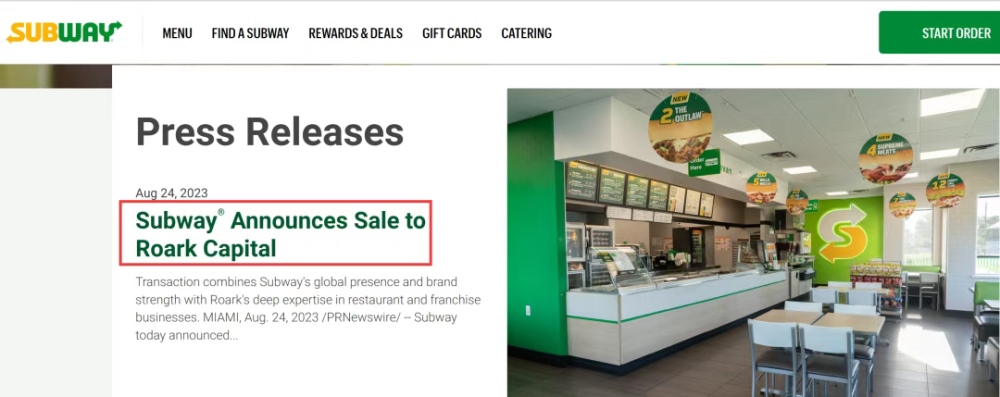 SUBWAY
MENU FIND A SUBWAY REWARDS & DEALS GIFT CARDS CATERING START ORDER
Press Releases
Aug 24, 2023
Subway® Announces Sale to
Roark Capital
Transaction combines Subway's global presence and brand
strength with Roark's deep expertise in restaurant and franchise
businesses. MIAMI, Aug. 24, 2023 /PRNewswire/ -- Subway
today announced...
NEW
2 THE
OUTLAW
Order
Here
NEW
4 SUPREME
MEATS
12